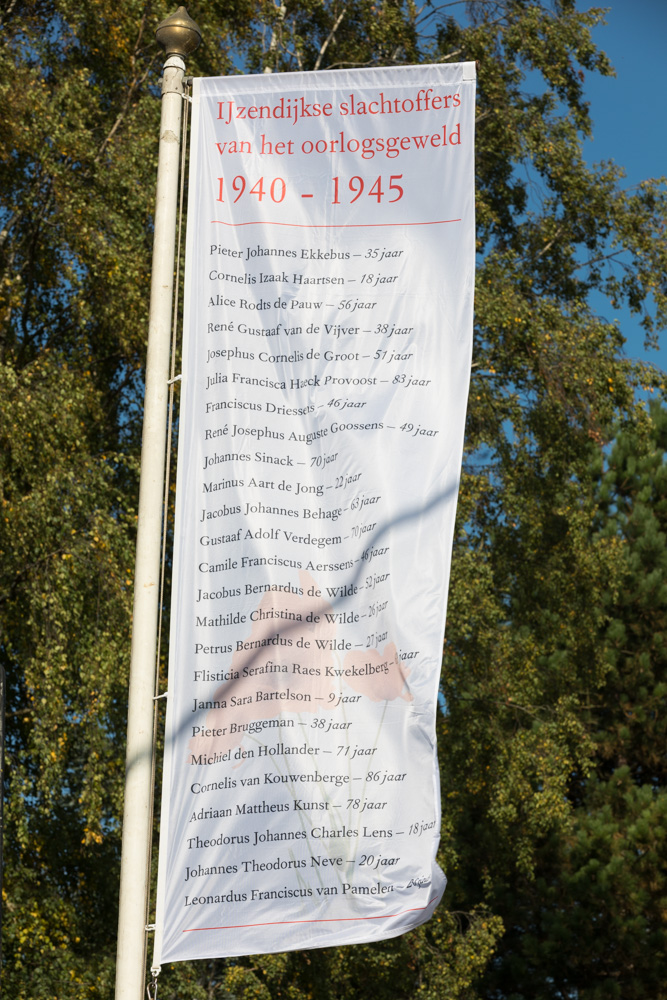 IJzendijkse slachtoffers
van het oorlogsgeweld
1940 - 1945
Pieter Johannes Ekkebus – 35 jaar
Cornelis Izaak Haartsen – 18 jaar
Alice Rodts de Pauw – 56 jaar
René Gustaaf van de Vijver – 38 jaar
Josephus Cornelis de Groot – 51 jaar
Julia Francisca Haeck Provoost – 83 jaar
Franciscus Driessets – 46 jaar
René Josephus Auguste Goossens – 49 jaar
Johannes Sinack – 70 jaar
Marinus Aart de Jong – 22 jaar
Jacobus Johannes Behage – 63 jaar
Gustaaf Adolf Verdegem – 70 jaar
Camile Franciscus Aerssens – 46 jaar
Jacobus Bernardus de Wilde – 52 jaar
Mathilde Christina de Wilde – 26 jaar
Petrus Bernardus de Wilde – 27 jaar
Flisticia Serafina Raes Kwekelberg – jaar
Janna Sara Bartelson – 9 jaar
Pieter Bruggeman – 38 jaar
Michiel den Hollander – 71 jaar
Cornelis van Kouwenberge – 86 jaar
Adriaan Mattheus Kunst – 78 jaar
Theodorus Johannes Charles Lens – 18 jaar
Johannes Theodorus Neve – 20 jaar
Leonardus Franciscus van Pamelen –